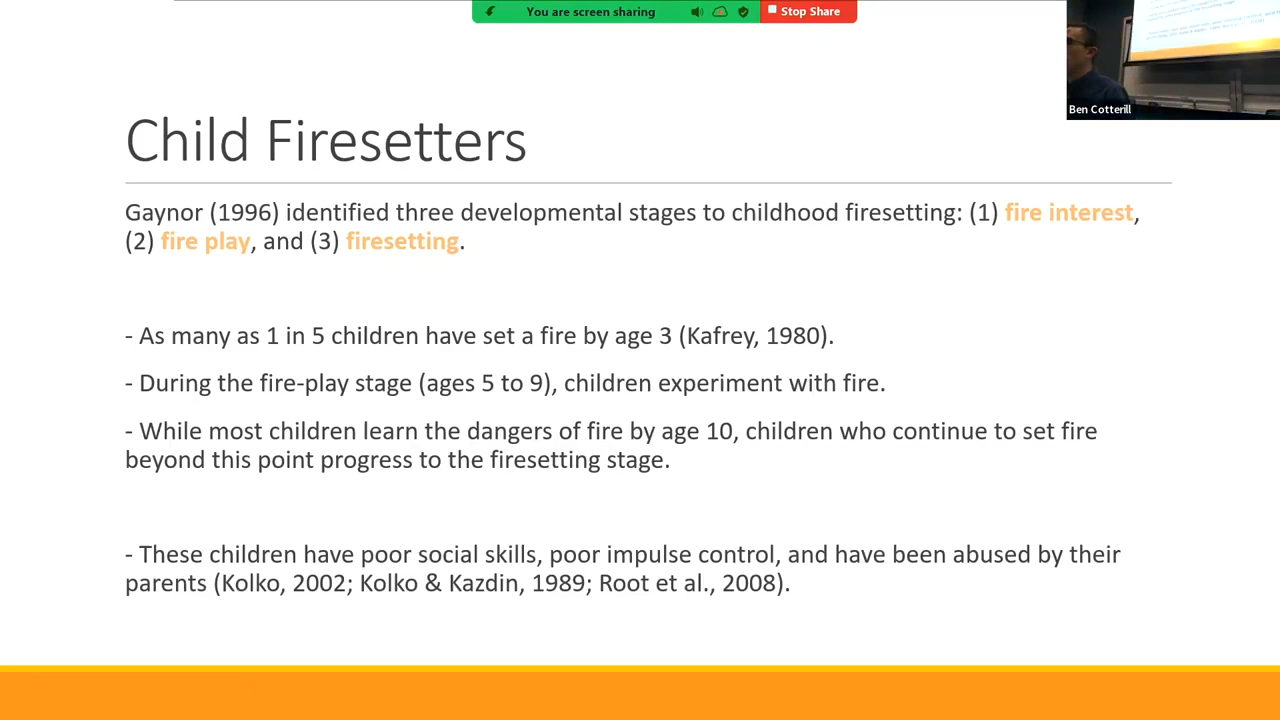 You are screen sharing
Stop Share
Ben Cotterill
Child Firesetters
Gaynor (1996) identified three developmental stages to childhood firesetting: (1) fire interest,
(2) fire play, and (3) firesetting.
- As many as 1 in 5 children have set a fire by age 3 (Kafrey, 1980).
- During the fire-play stage (ages 5 to 9), children experiment with fire.
- While most children learn the dangers of fire by age 10, children who continue to set fire
beyond this point progress to the firesetting stage.
- These children have poor social skills, poor impulse control, and have been abused by their
parents (Kolko, 2002; Kolko & Kazdin, 1989; Root et al., 2008).